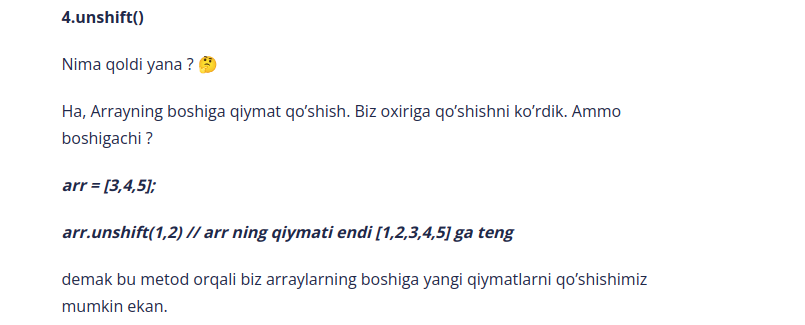 4.unshift()
Nima qoldi yana ? 🤔
Ha, Arrayning boshiga qiymat qo’shish. Biz oxiriga qo’shishni ko’rdik. Ammo
boshigachi ?
arr = [3,4,5];
arr.unshift(1,2) // arr ning qiymati endi [1,2,3,4,5] ga teng
demak bu metod orqali biz arraylarning boshiga yangi qiymatlarni qo’shishimiz
mumkin ekan.